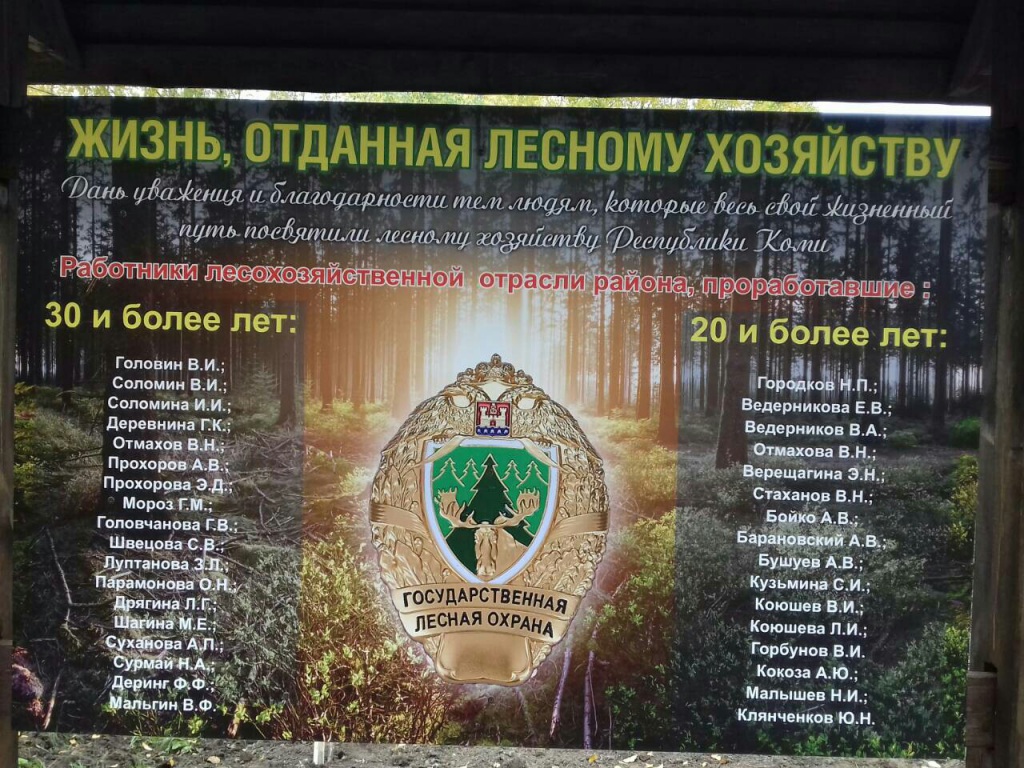 ЖИЗНЬ, ОТДАННАЯ ЛЕСНОМУ ХОЗЯЙСТВУ
Дань уважения и благодарности тем людям, которые весь свой жизненный
путь посвятили лесному хозяйству Республики Коми
Работники лесохозяйственной отрасли района, проработавшие :
30 и более лет:
Головин В.И.;
Соломин В.И.;
Соломина И.И.;
Деревнина Г.К.;
Отмахов В.Н.;
Прохоров А.В.;
Прохорова Э.Д.;
Мороз Г.М.;
Головчанова Г.В.;
Швецова С.В.;
Луптанова З.Л.;
Парамонова О.Н.;
Дрягина Л.Г.;
Шагина М.Е.;
Суханова А.Л.;
Сурмай Н.А.;
Деринг Ф.Ф.;
Мальгин В.Ф.
ГОСУДАРСТВЕННАЯ
ЛЕСНАЯ ОХРАНА
20 и более лет:
Городков Н.П.;
Ведерникова Е.В.;
Ведерников В.А.;
Отмахова В.Н.;
Верещагина Э.Н.;
Стаханов В.Н.;
Бойко А.В.;
Барановский А.В.;
Бушуев А.В.;
Кузьмина С.И.;
Коюшев В.И.;
Коюшева Л.И.;
Горбунов В.И.
Кокоза А.Ю.;
Малышев Н.И.;
Клянченков Ю.Н.